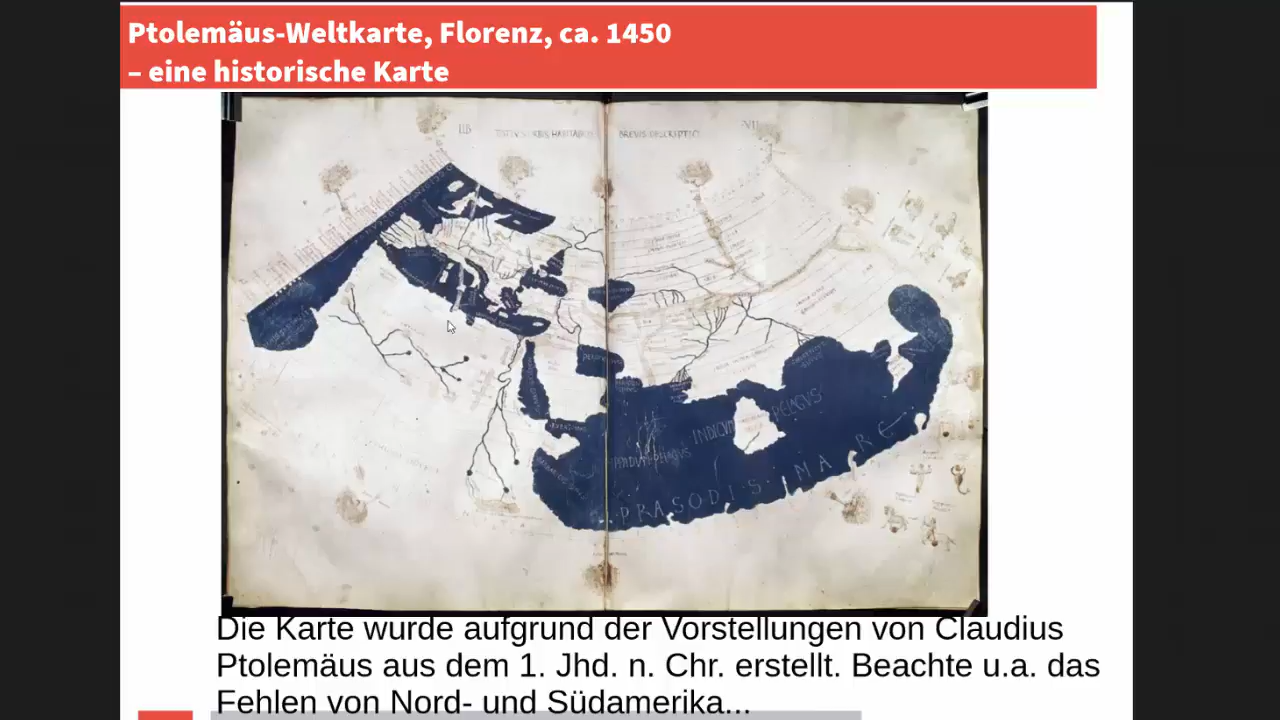 Ptolemäus-Weltkarte, Florenz, ca. 1450
– eine historische Karte
INDICVM PELAGVS
PRASODIS MARE
Die Karte wurde aufgrund der Vorstellungen von Claudius
Ptolemäus aus dem 1. Jhd. n. Chr. erstellt. Beachte u.a. das
Fehlen von Nord- und Südamerika...